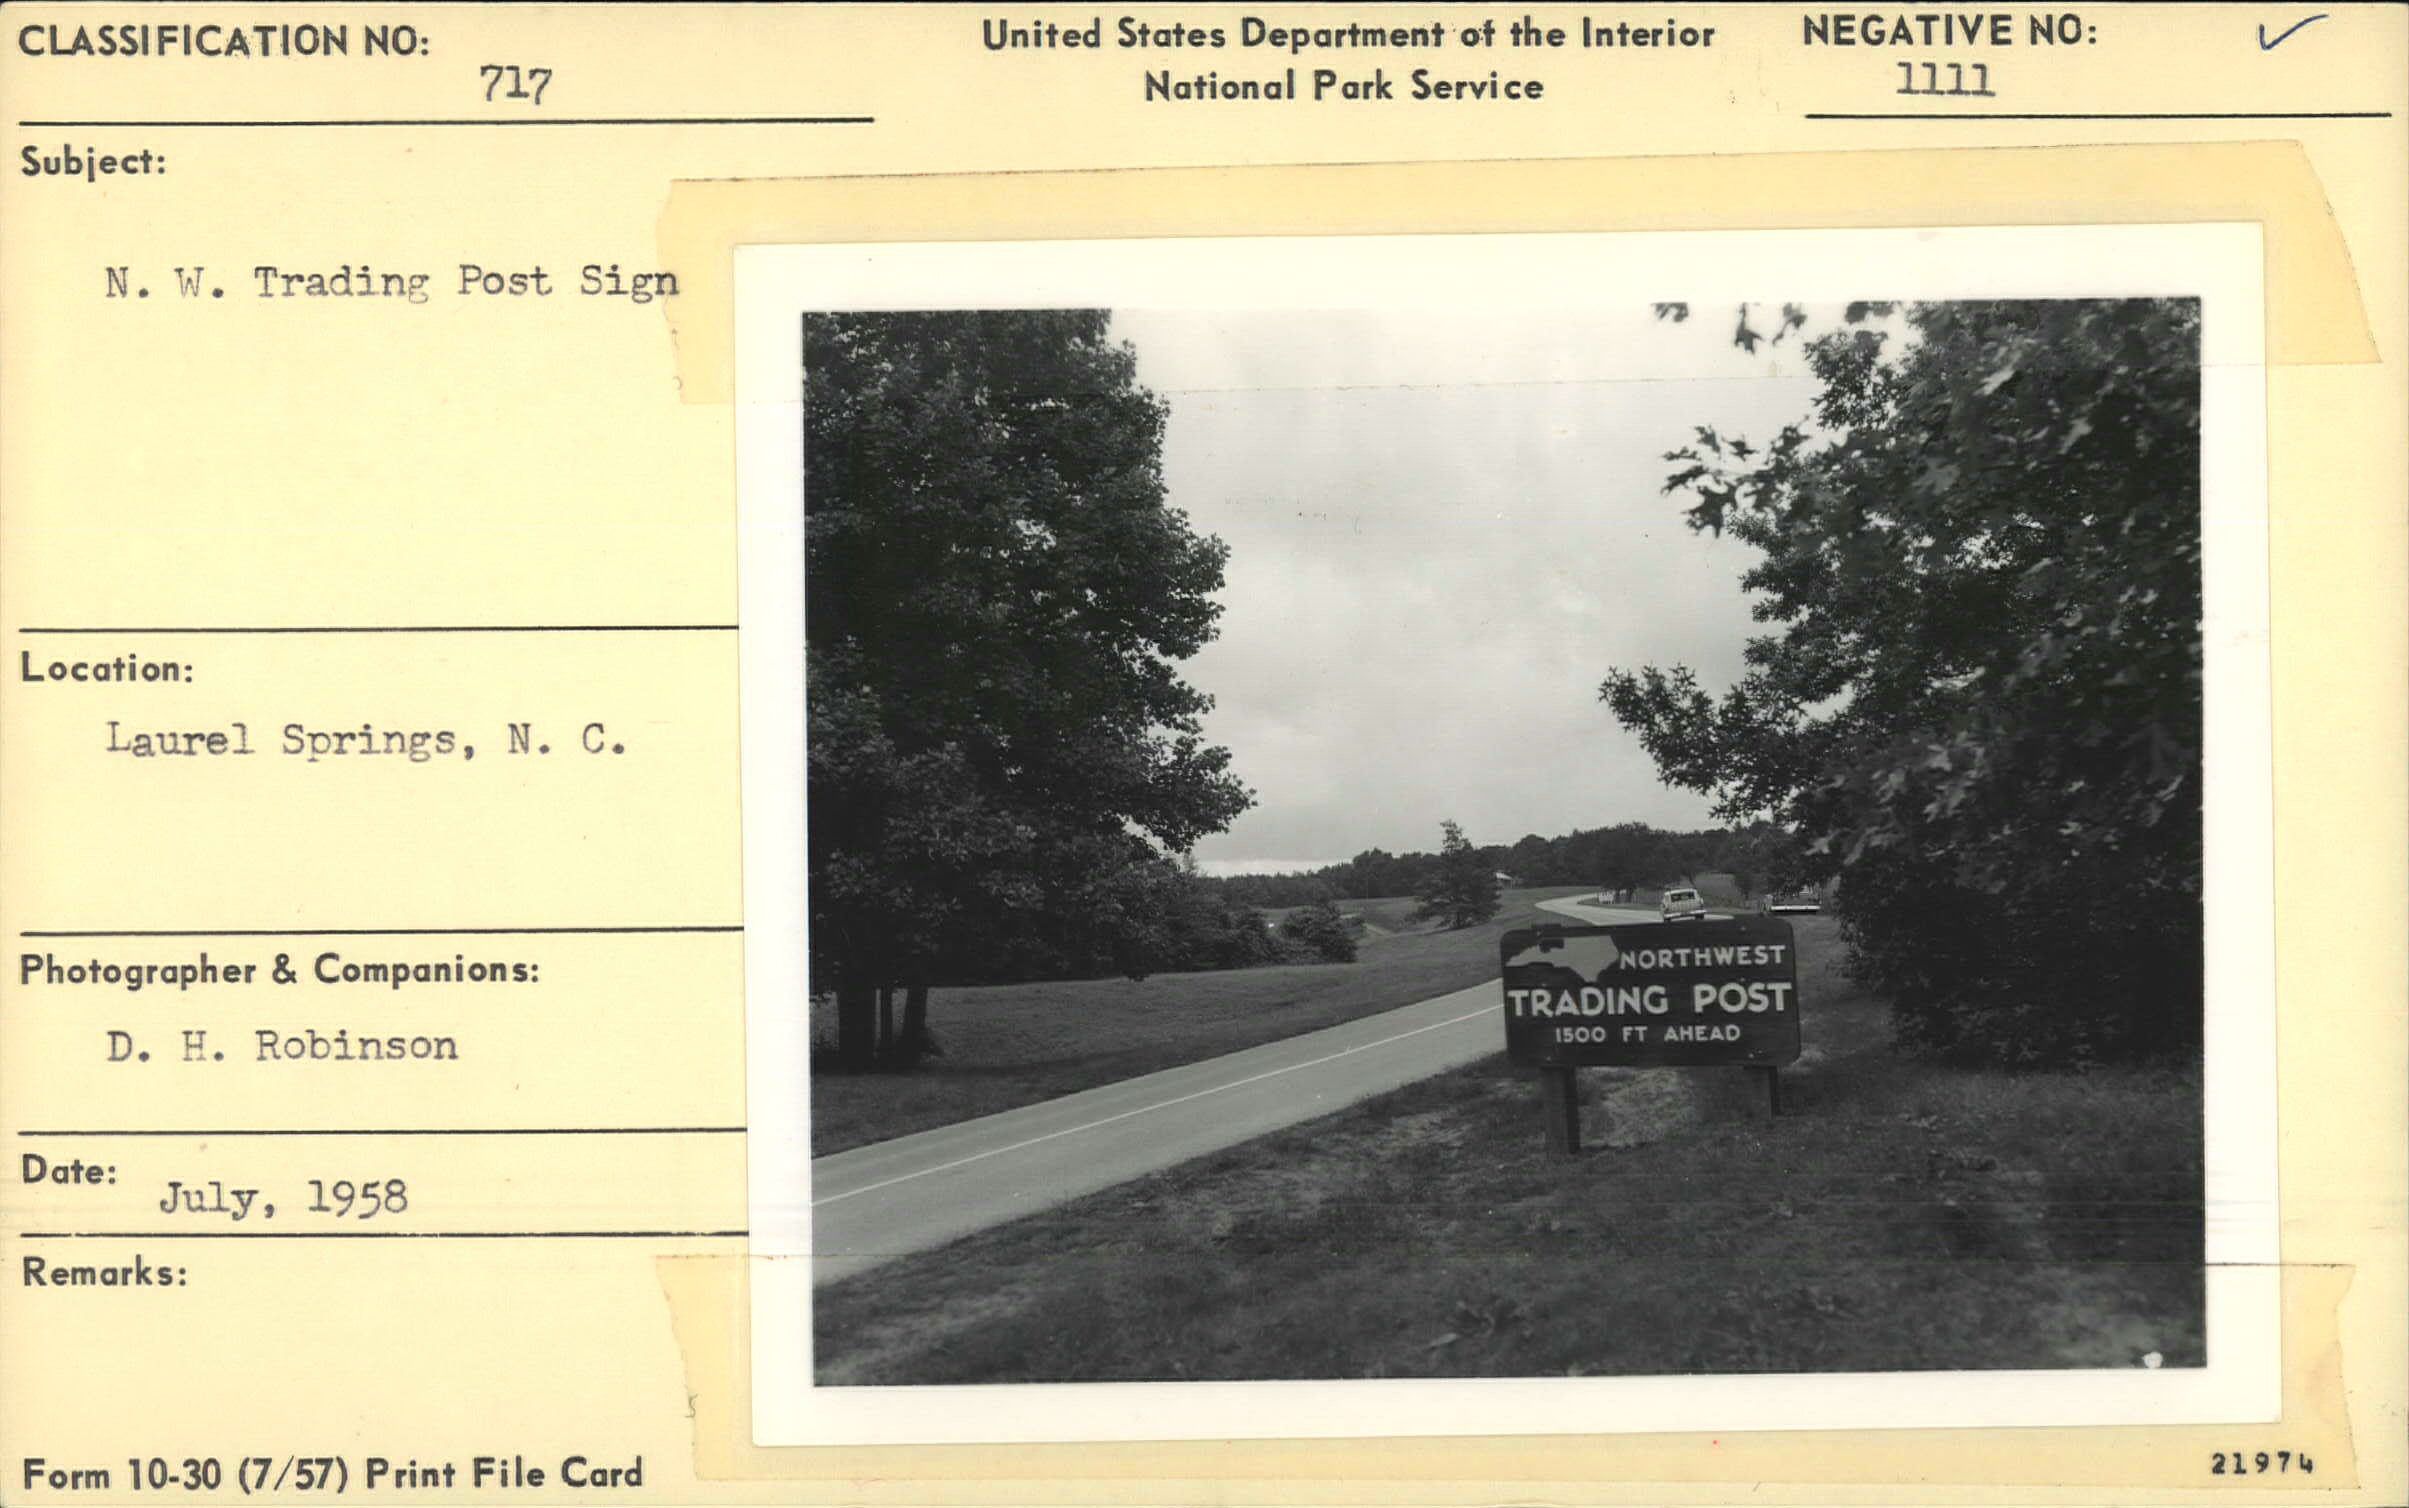 CLASSIFICATION NO:
717
United States Department of the Interior
National Park Service
NEGATIVE NO:
1111
Subject:
N. W. Trading Post Sign
Location:
Laurel Springs, N. C.
Photographer & Companions:
D. H. Robinson
Date:
July, 1958
Remarks:
NORTHWEST
TRADING POST
1500 FT AHEAD
Form 10-30 (7/57) Print File Card
21974